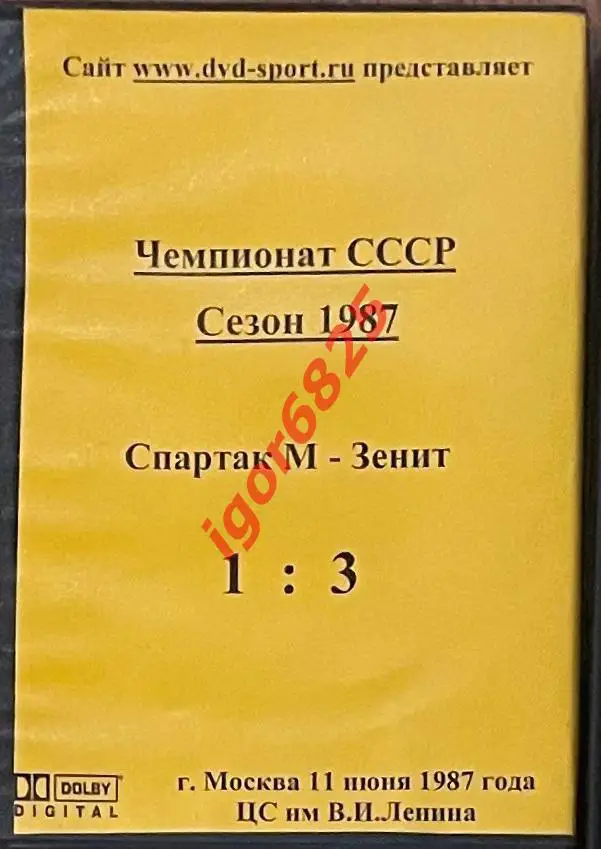 Сайт www.dvd-sport.ru представляет
Чемпионат СССР
Сезон 1987
igor6825
Спартак М - Зенит
1 : 3
г. Москва 11 июня 1987 года
ЦС им В.И.Ленина
DOLBY
DIGITAL